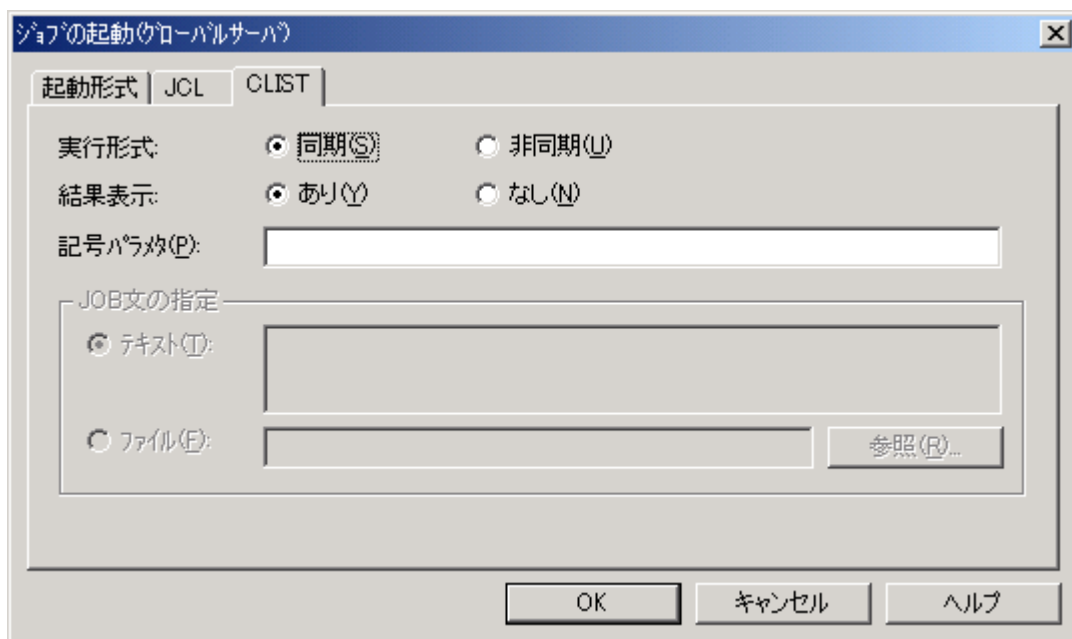 ｼﾞｮﾌﾞの起動(ｸﾞﾛｰﾊﾞﾙｻｰﾊﾞ)
起動形式 JCL CLIST
実行形式: 同期(S) 非同期(U)
結果表示: あり(Y) なし(N)
記号ﾊﾟﾗﾒﾀ(P):
JOB文の指定
ﾃｷｽﾄ(T):
ﾌｧｲﾙ(F): 参照(R)...
OK キャンセル ヘルプ